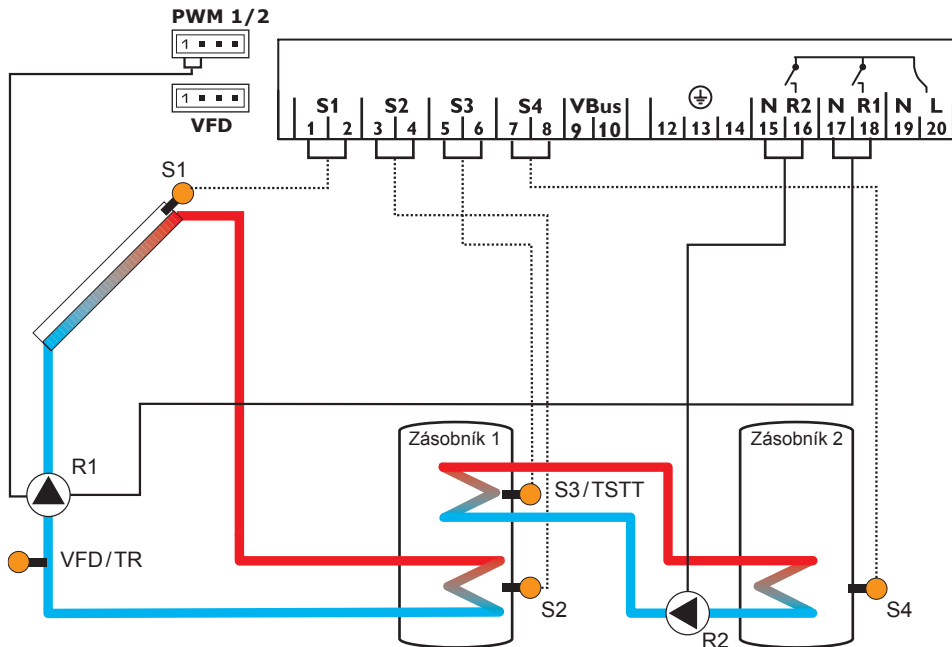 PWM 1/2
1
1
VFD
S1 S2 S3 S4 VBus N R2 N R1 N L
1 2 3 4 5 6 7 8 9 10 12 13 14 15 16 17 18 19 20
S1
Zásobník 1
Zásobník 2
R1
S3/TSTT
VFD/TR
S2
S4
R2